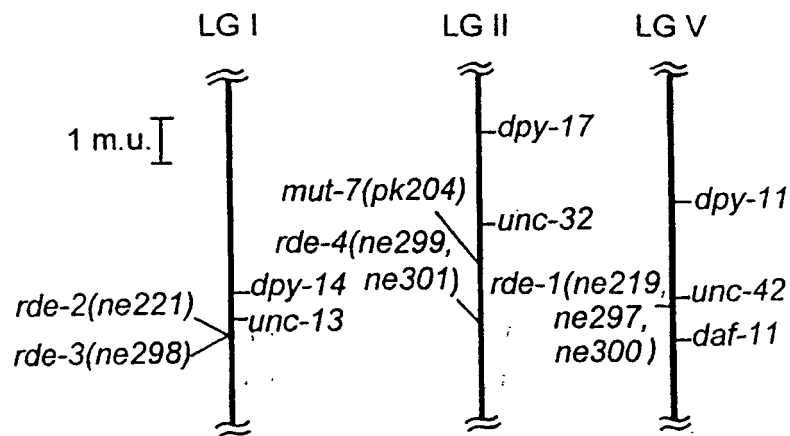 LG I LG II LG V
1 m.u.
dpy-17
mut-7(pk204)
dpy-11
unc-32
rde-4(ne299,
ne301)
dpy-14
rde-1(ne219,
unc-42
rde-2(ne221)
unc-13
ne297,
daf-11
rde-3(ne298)
ne300)